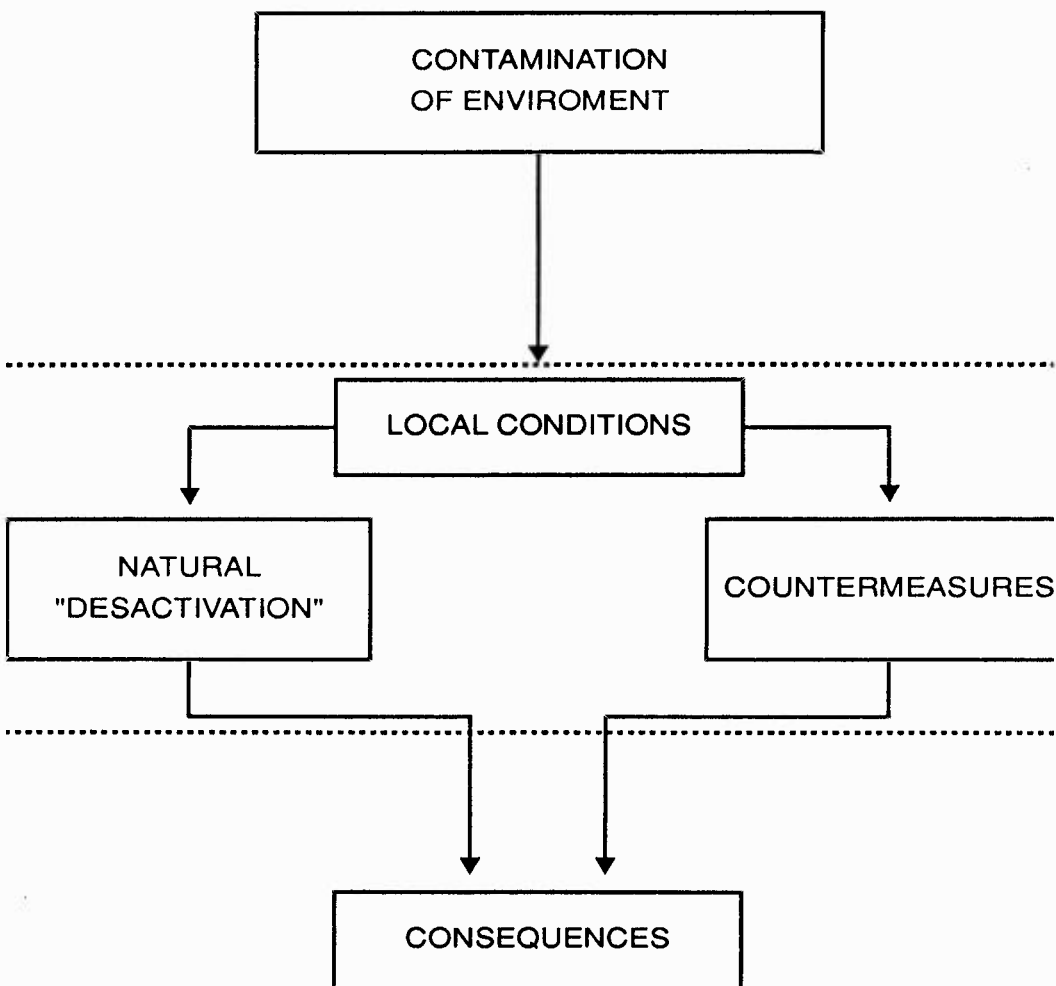 CONTAMINATION
OF ENVIROMENT
LOCAL CONDITIONS
NATURAL
"DESACTIVATION"
COUNTERMEASURES
CONSEQUENCES